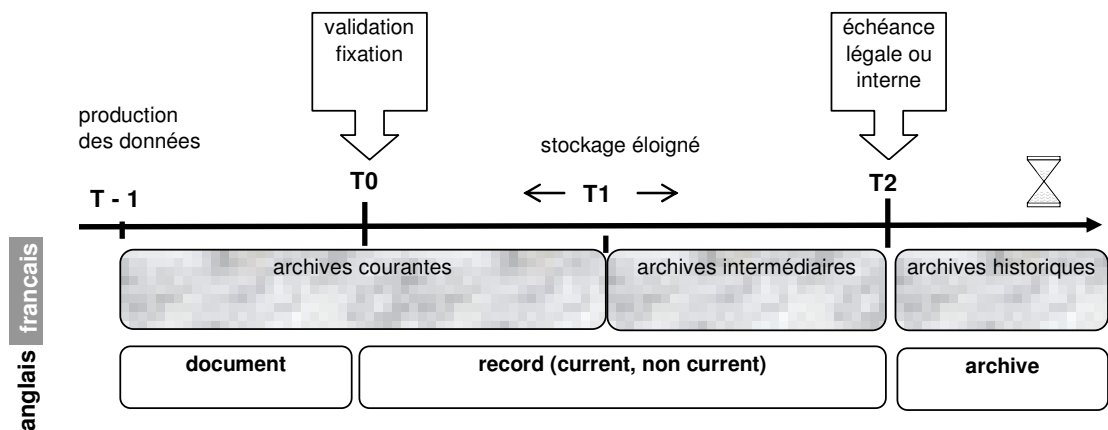 validation
fixation
échéance
légale ou
interne
production
des données
stockage éloigné
T - 1
T0
T1
T2
francais
archives courantes
archives intermédiaires
archives historiques
anglais
document
record (current, non current)
archive